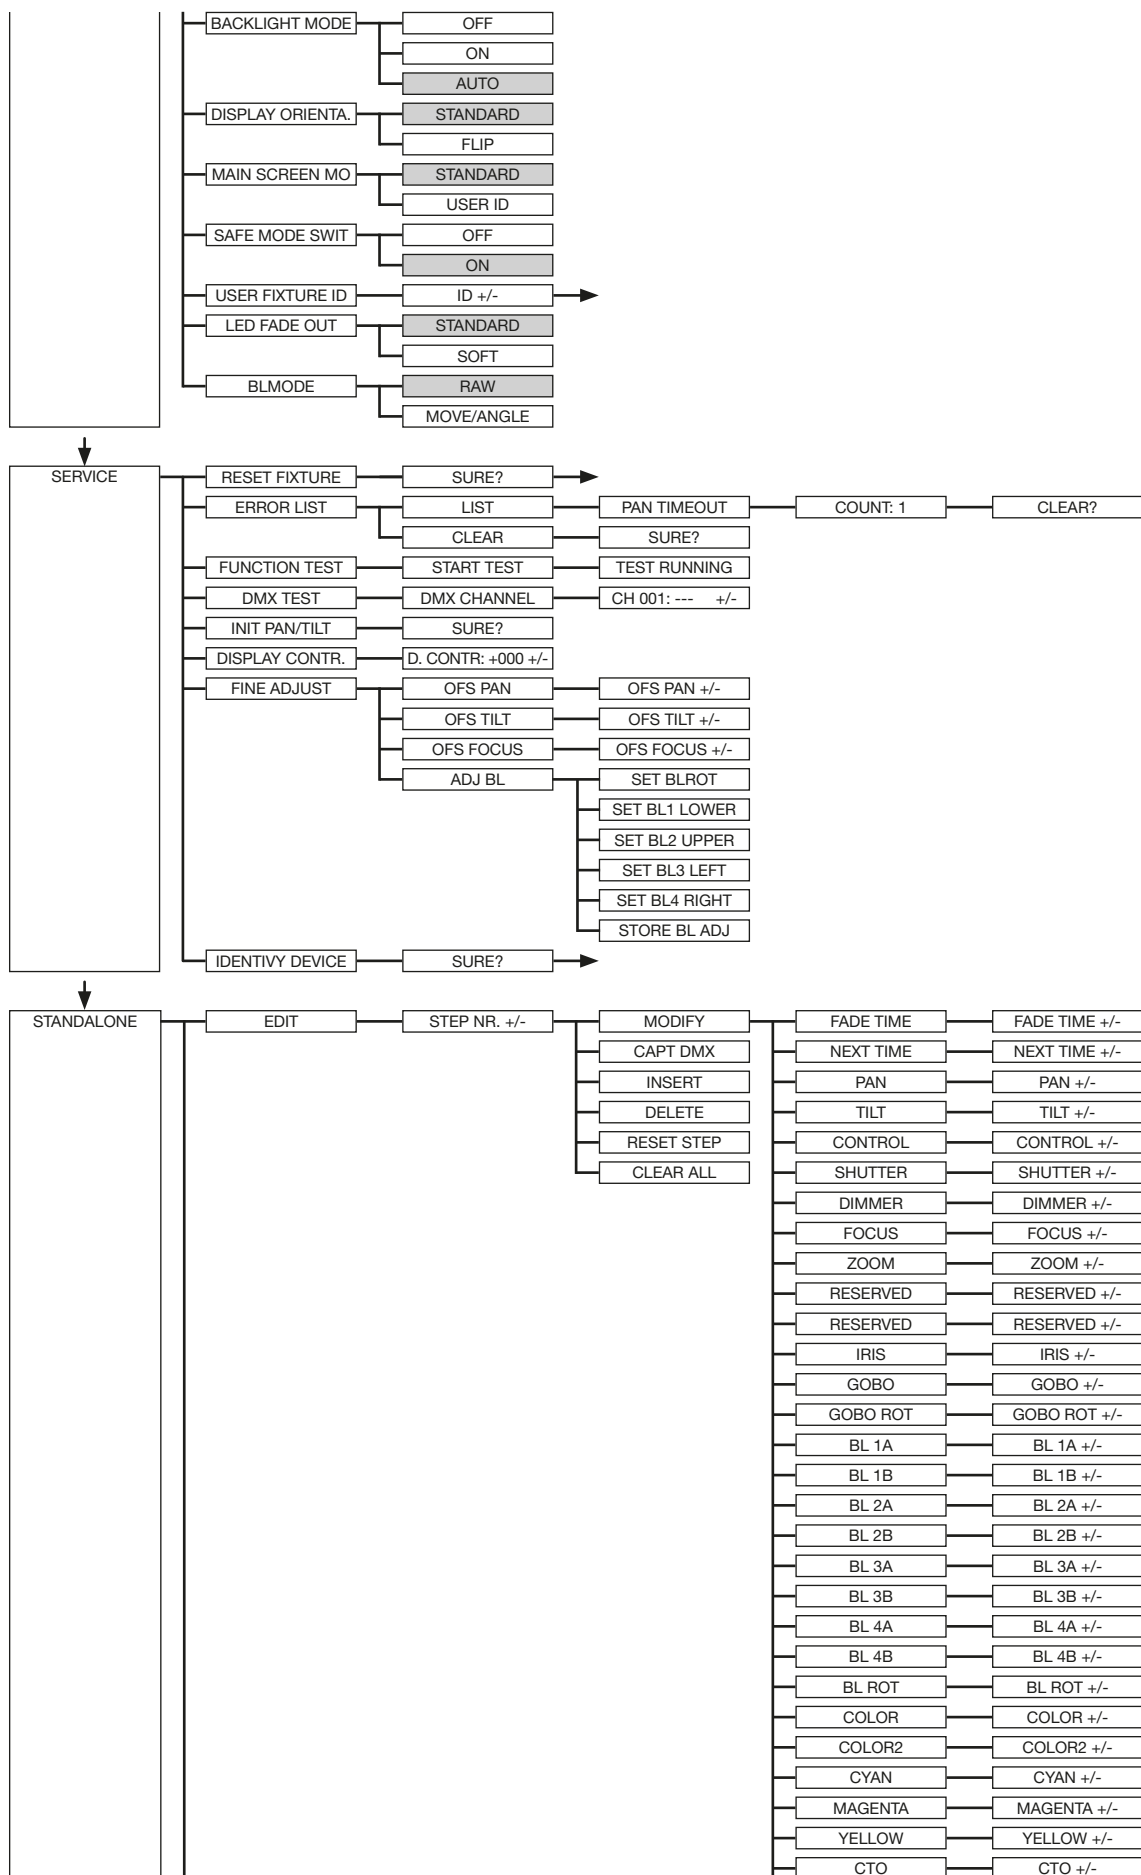 BACKLIGHT MODE OFF
ON
AUTO
DISPLAY ORIENTA. STANDARD
FLIP
MAIN SCREEN MO STANDARD
USER ID
SAFE MODE SWIT OFF
ON
USER FIXTURE ID ID +/-
LED FADE OUT STANDARD
SOFT
BLMODE RAW
MOVE/ANGLE
SERVICE RESET FIXTURE SURE?
ERROR LIST LIST PAN TIMEOUT COUNT: 1 CLEAR?
CLEAR SURE?
FUNCTION TEST START TEST TEST RUNNING
DMX TEST DMX CHANNEL CH 001: --- +/-
INIT PAN/TILT SURE?
DISPLAY CONTR. D. CONTR: +000 +/-
FINE ADJUST OFS PAN OFS PAN +/-
OFS TILT OFS TILT +/-
OFS FOCUS OFS FOCUS +/-
ADJ BL SET BLROT
SET BL1 LOWER
SET BL2 UPPER
SET BL3 LEFT
SET BL4 RIGHT
STORE BL ADJ
IDENTIVY DEVICE SURE?
STANDALONE EDIT STEP NR. +/- MODIFY FADE TIME FADE TIME +/-
CAPT DMX NEXT TIME NEXT TIME +/-
INSERT PAN PAN +/-
DELETE TILT TILT +/-
RESET STEP CONTROL CONTROL +/-
CLEAR ALL SHUTTER SHUTTER +/-
DIMMER DIMMER +/-
FOCUS FOCUS +/-
ZOOM ZOOM +/-
RESERVED RESERVED +/-
RESERVED RESERVED +/-
IRIS IRIS +/-
GOBO GOBO +/-
GOBO ROT GOBO ROT +/-
BL 1A BL 1A +/-
BL 1B BL 1B +/-
BL 2A BL 2A +/-
BL 2B BL 2B +/-
BL 3A BL 3A +/-
BL 3B BL 3B +/-
BL 4A BL 4A +/-
BL 4B BL 4B +/-
BL ROT BL ROT +/-
COLOR COLOR +/-
COLOR2 COLOR2 +/-
CYAN CYAN +/-
MAGENTA MAGENTA +/-
YELLOW YELLOW +/-
CTO CTO +/-